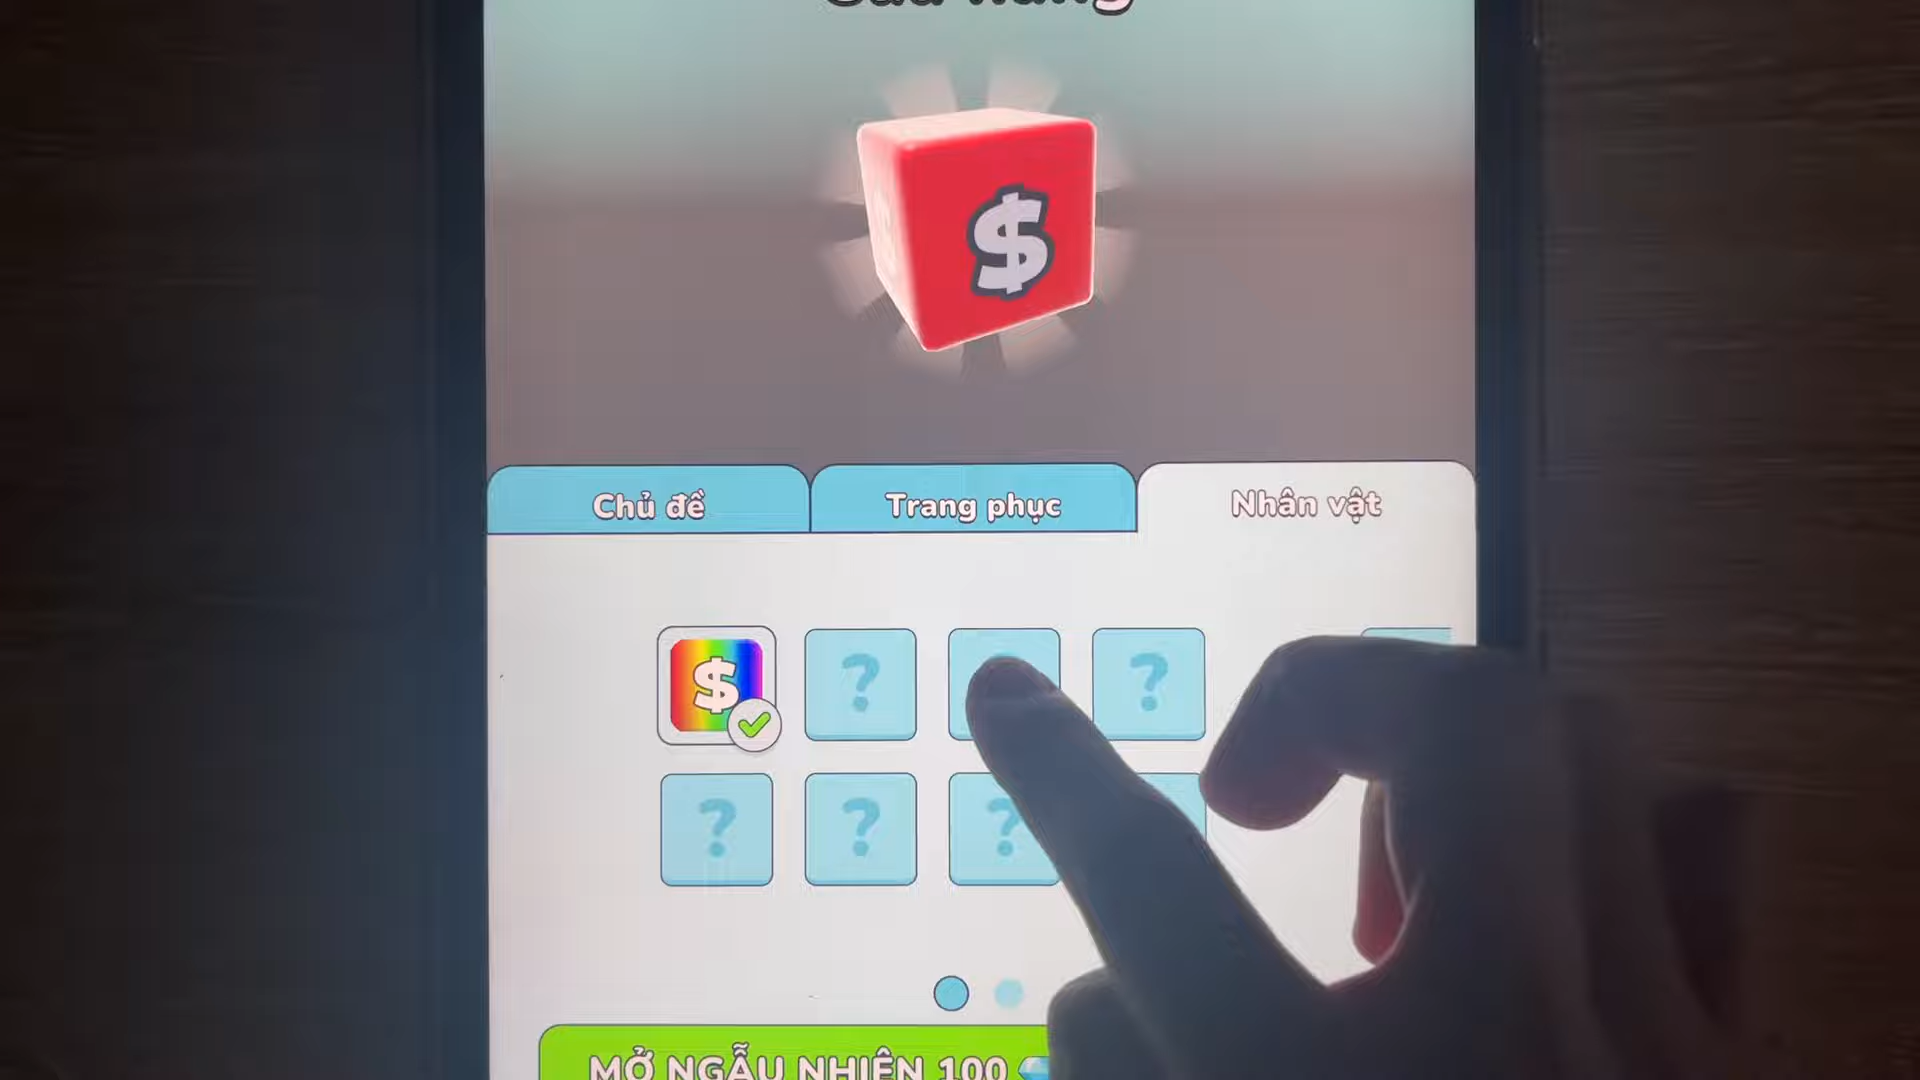 $
Chủ đề
Trang phục
Nhân vật
$ ? ?
? ? ?
MỞ NGẪU NHIÊN 100